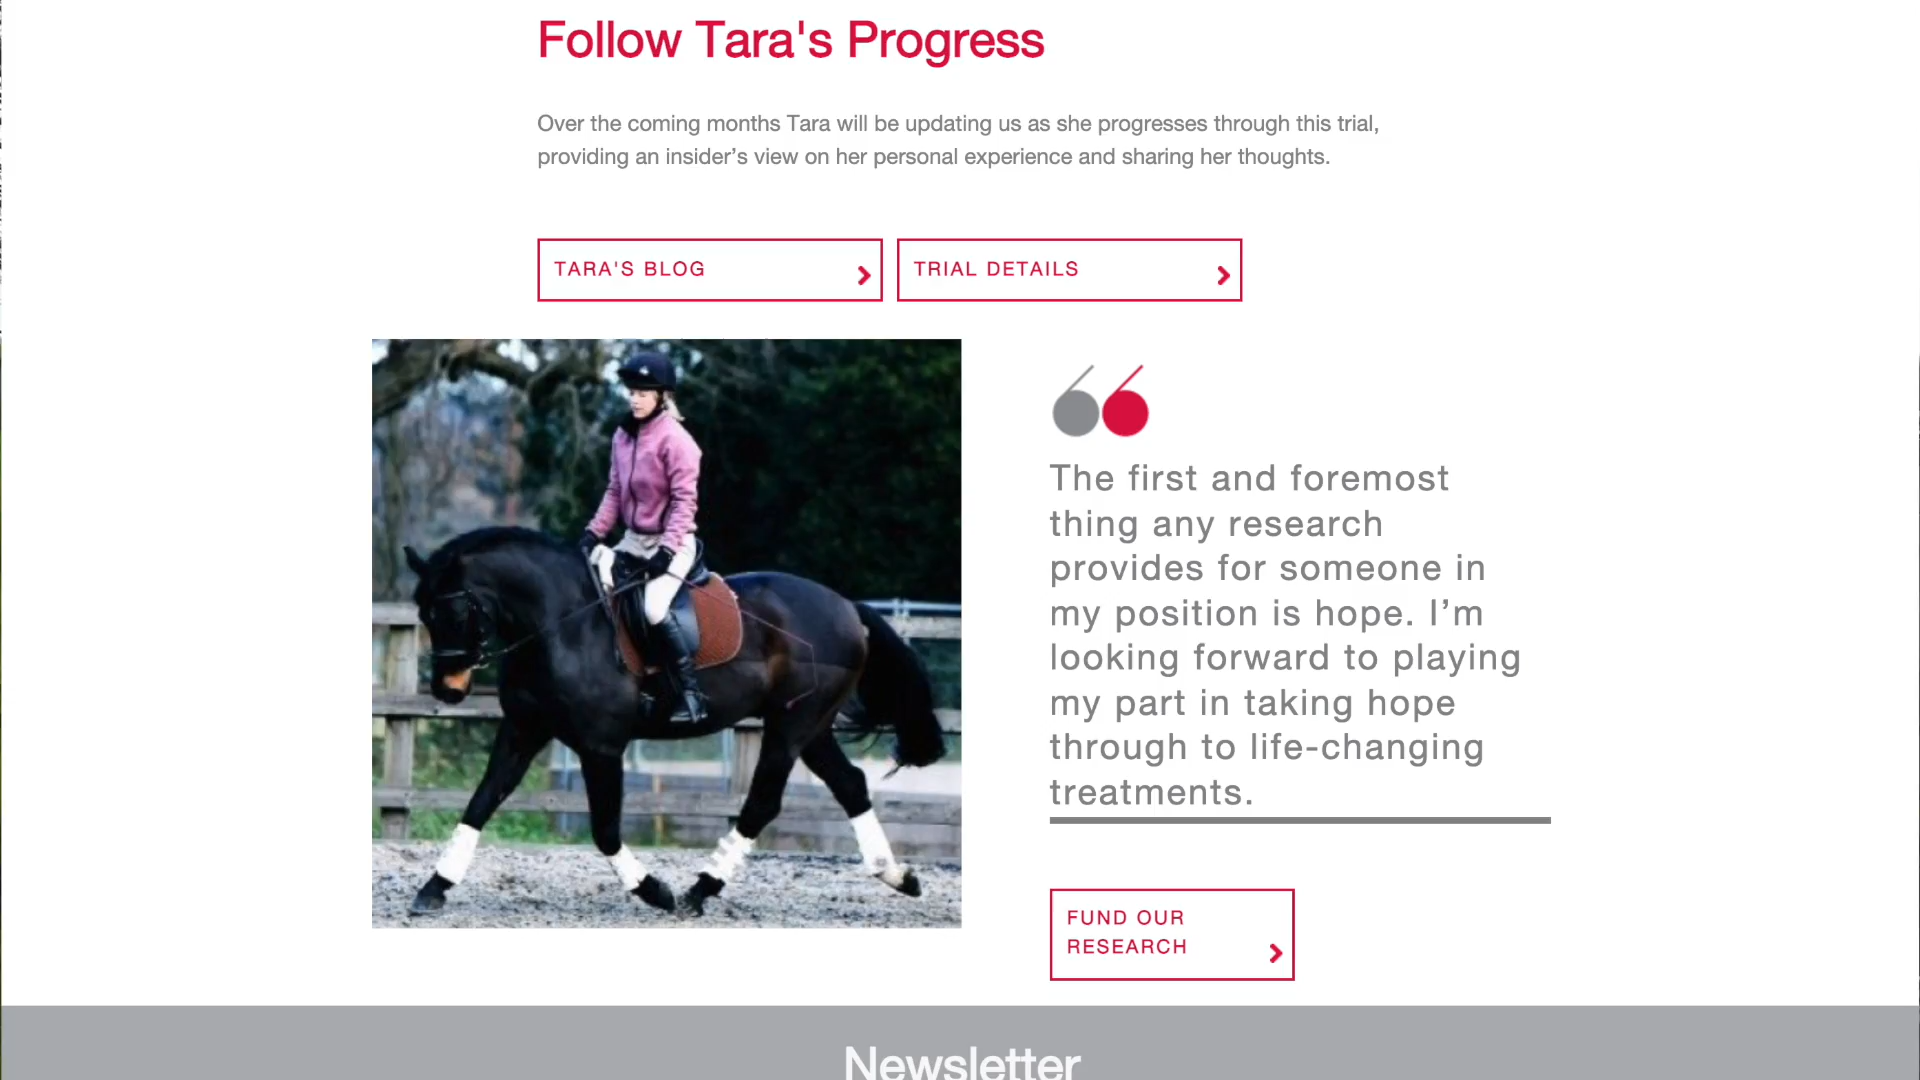 Follow Tara's Progress
Over the coming months Tara will be updating us as she progresses through this trial,
providing an insider’s view on her personal experience and sharing her thoughts.
TARA'S BLOG
TRIAL DETAILS
The first and foremost
thing any research
provides for someone in
my position is hope. I’m
looking forward to playing
my part in taking hope
through to life-changing
treatments.
FUND OUR
RESEARCH
Newsletter